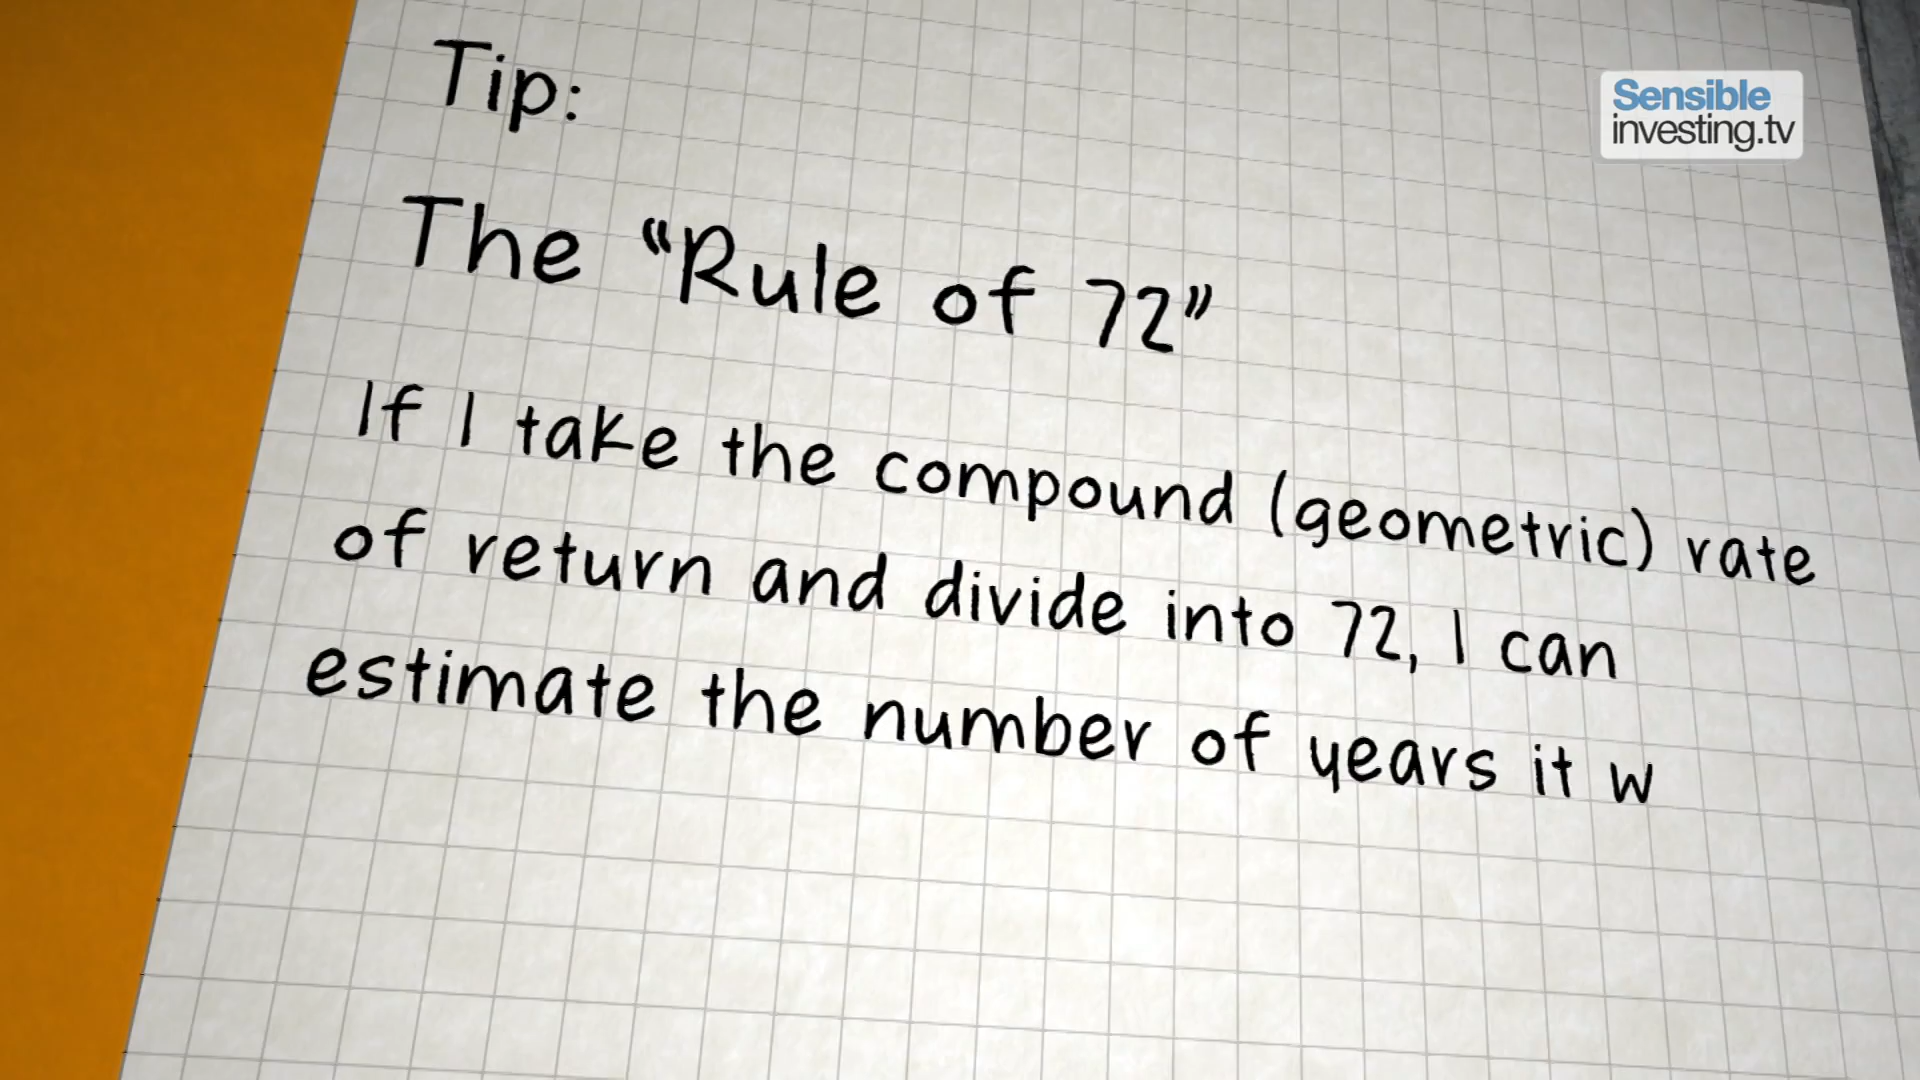 Tip:
Sensible
investing.tv
The “Rule of 72”
If I take the compound (geometric) rate
of return and divide into 72, I can
estimate the number of years it w